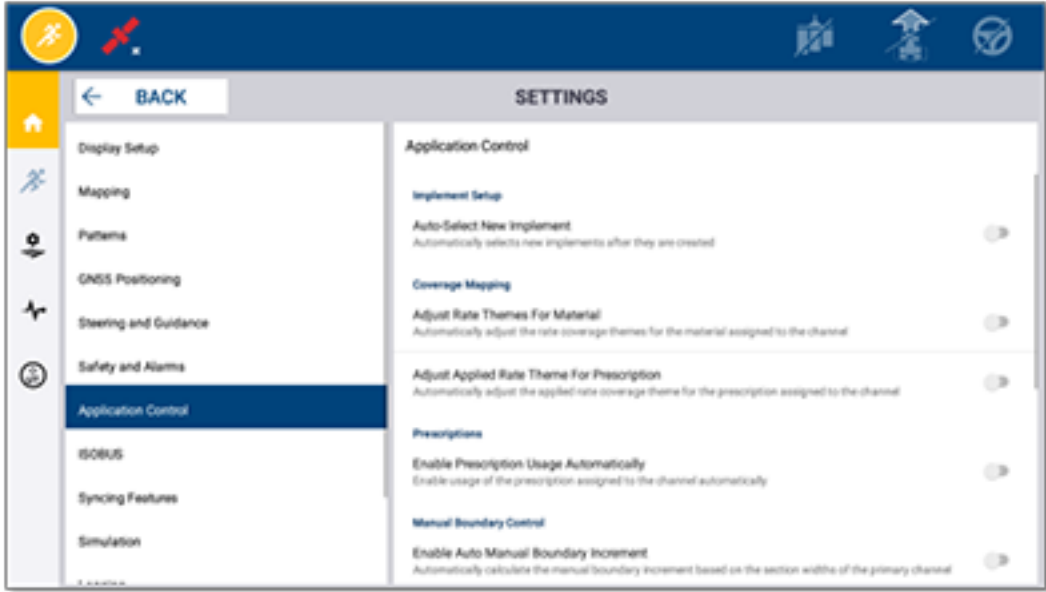 BACK
SETTINGS
Display Setup
Mapping
Patterns
GNSS Positioning
Steering and Guidance
Safety and Alarms
Application Control
ISOBUS
Syncing Features
Simulation
Application Control
Implement Setup
Auto-Select New Implement
Automatically selects new implements after they are created
Coverage Mapping
Adjust Rate Themes For Material
Automatically adjust the rate coverage themes for the material assigned to the channel
Adjust Applied Rate Theme For Prescription
Automatically adjust the applied rate coverage theme for the prescription assigned to the channel
Prescriptions
Enable Prescription Usage Automatically
Enable usage of the prescription assigned to the channel automatically
Manual Boundary Control
Enable Auto Manual Boundary Increment
Automatically calculate the manual boundary increment based on the section widths of the primary channel